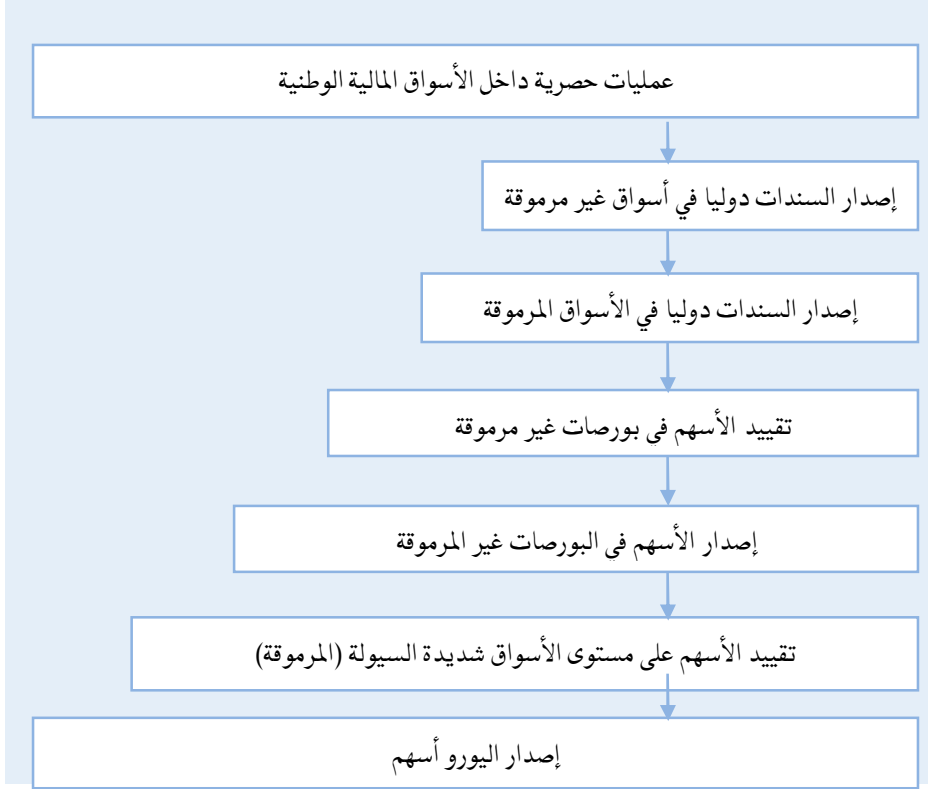 عمليات حصرية داخل الأسواق المالية الوطنية
إصدار السندات دوليا في أسواق غير مرموقة
إصدار السندات دوليا في الأسواق المرموقة
تقييد الأسهم في بورصات غير مرموقة
إصدار الأسهم في البورصات غير المرموقة
تقييد الأسهم على مستوى الأسواق شديدة السيولة (المرموقة)
إصدار اليورو أسهم